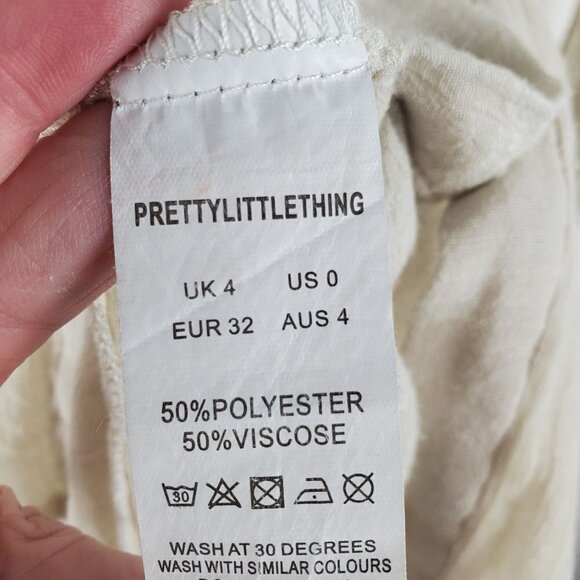 PRETTYLITTLETHING
UK 4 US 0
EUR 32 AUS 4
50%POLYESTER
50%VISCOSE
30
WASH AT 30 DEGREES
WASH WITH SIMILAR COLOURS